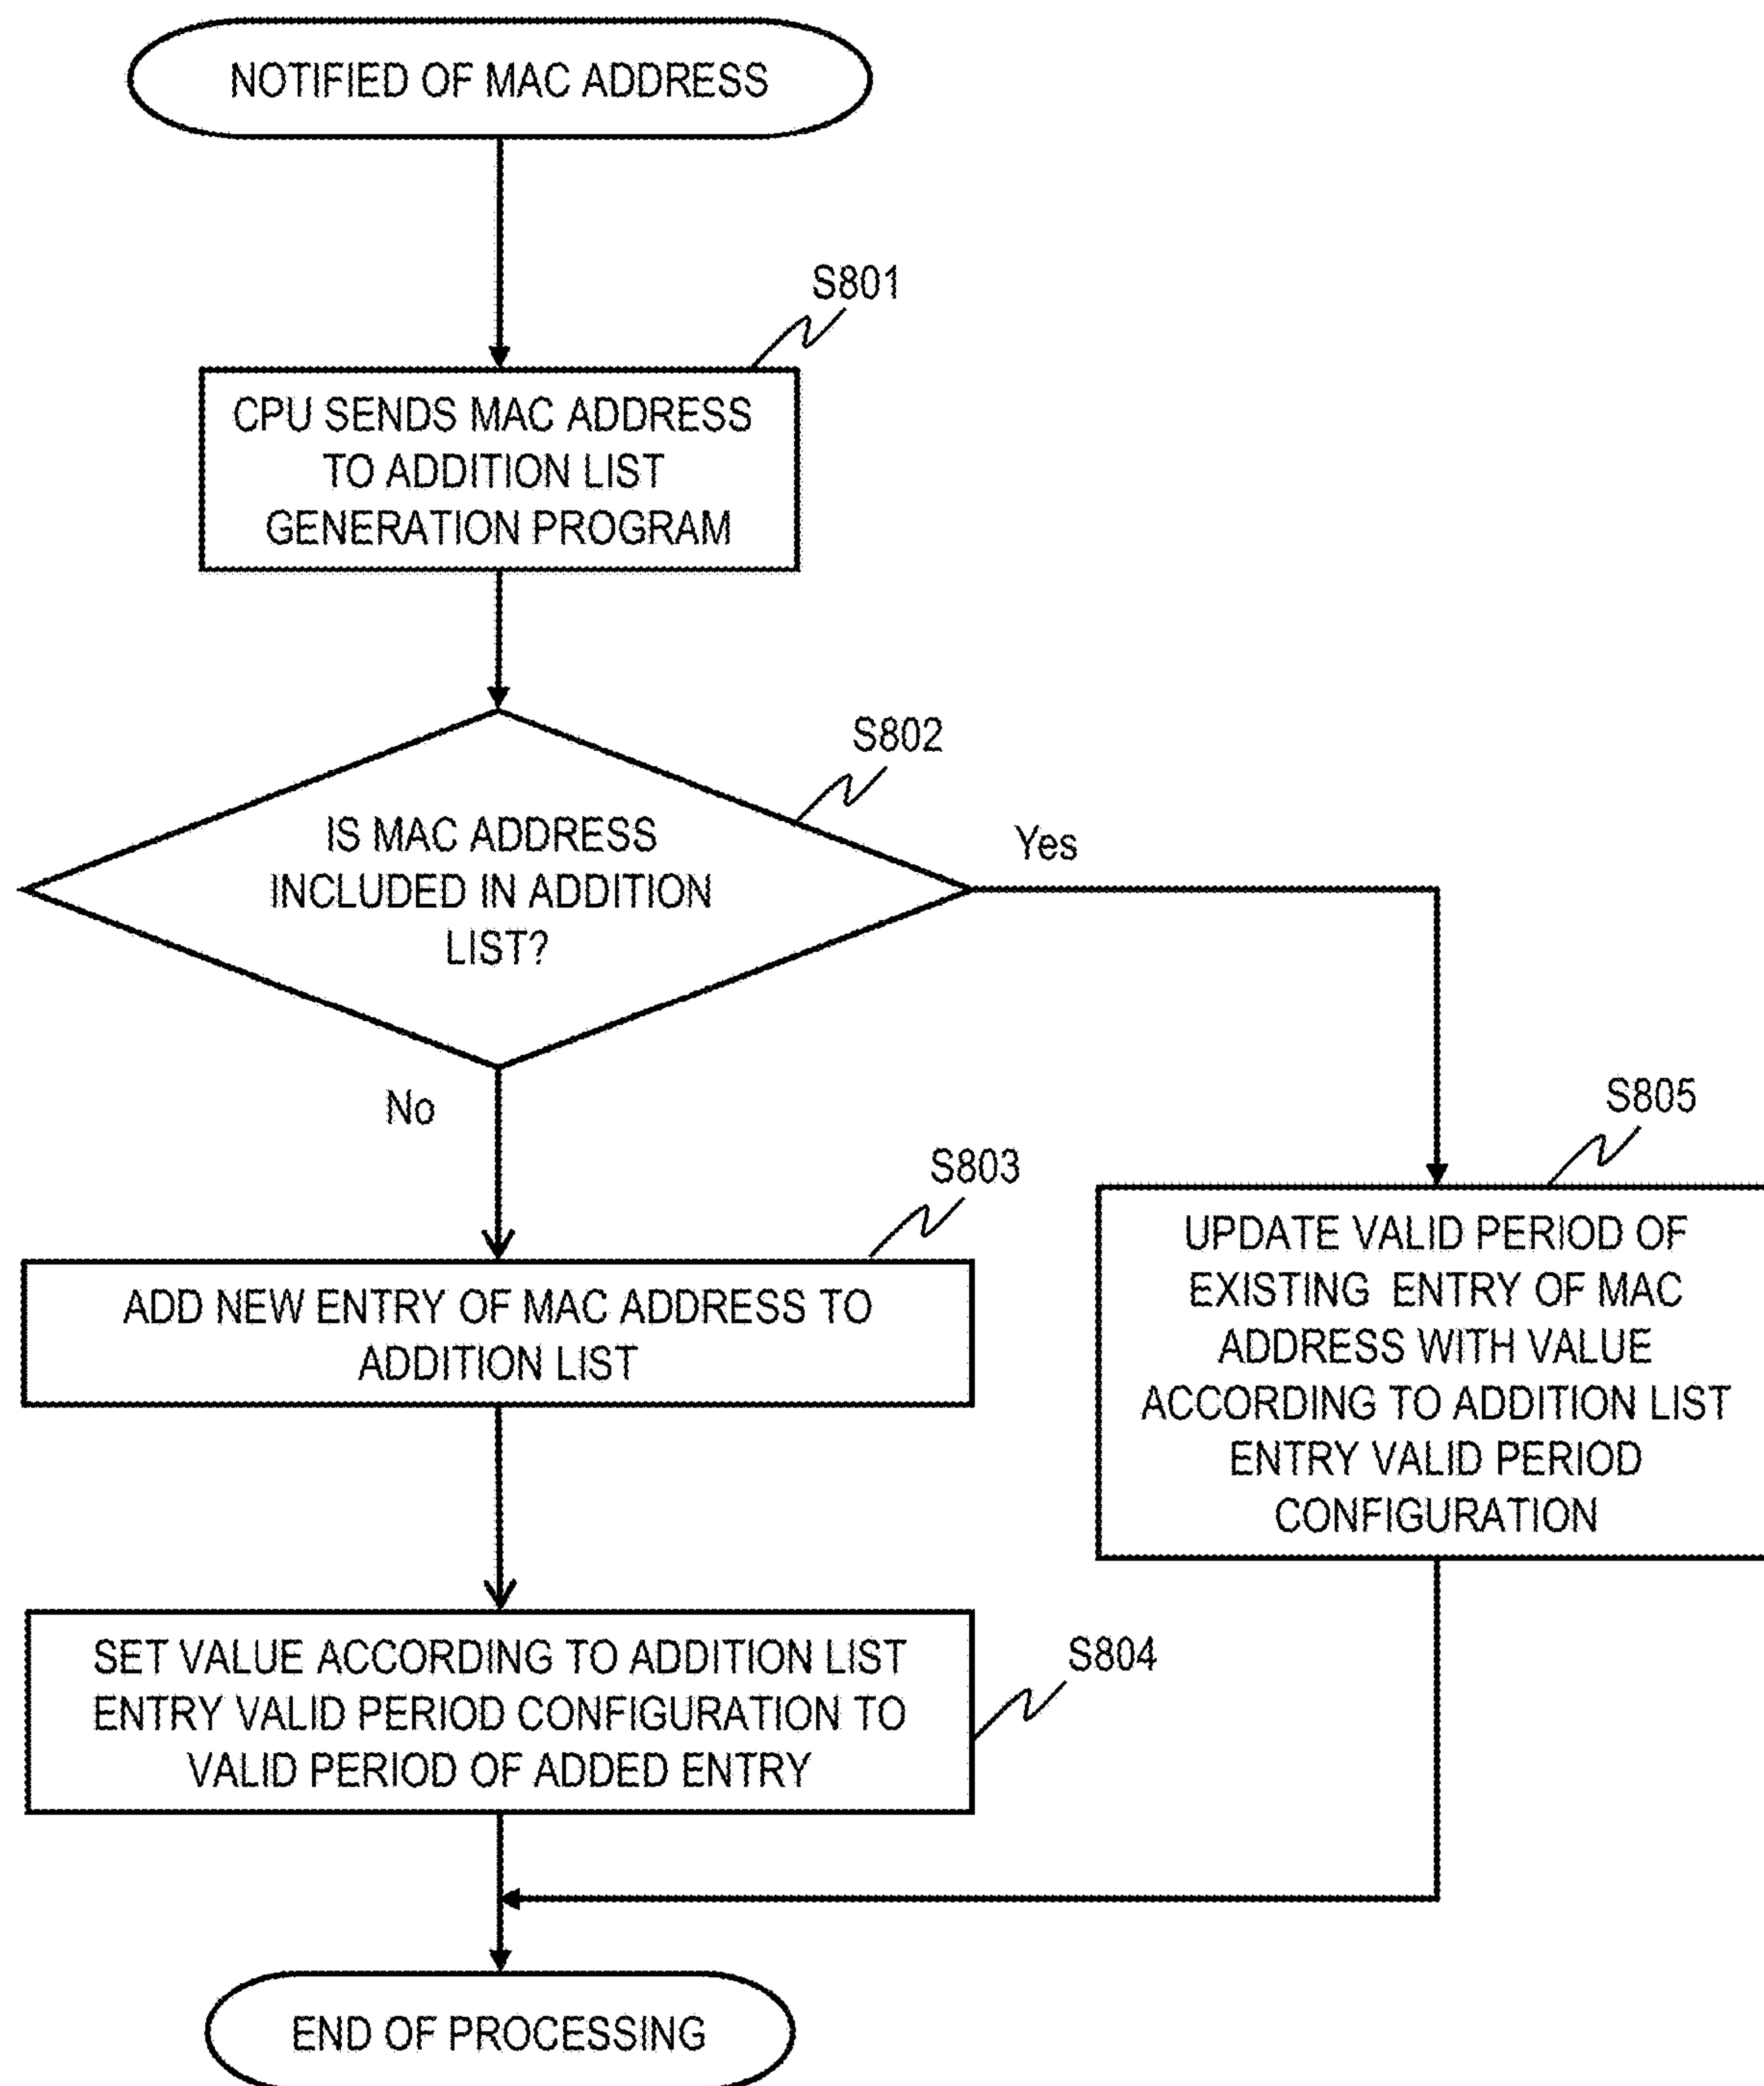 NOTIFIED OF MAC ADDRESS
S801
CPU SENDS MAC ADDRESS
TO ADDITION LIST
GENERATION PROGRAM
S802
IS MAC ADDRESS
INCLUDED IN ADDITION
LIST?
Yes
No
S803
ADD NEW ENTRY OF MAC ADDRESS TO
ADDITION LIST
S805
UPDATE VALID PERIOD OF
EXISTING ENTRY OF MAC
ADDRESS WITH VALUE
ACCORDING TO ADDITION LIST
ENTRY VALID PERIOD
CONFIGURATION
SET VALUE ACCORDING TO ADDITION LIST
ENTRY VALID PERIOD CONFIGURATION TO
VALID PERIOD OF ADDED ENTRY
S804
END OF PROCESSING